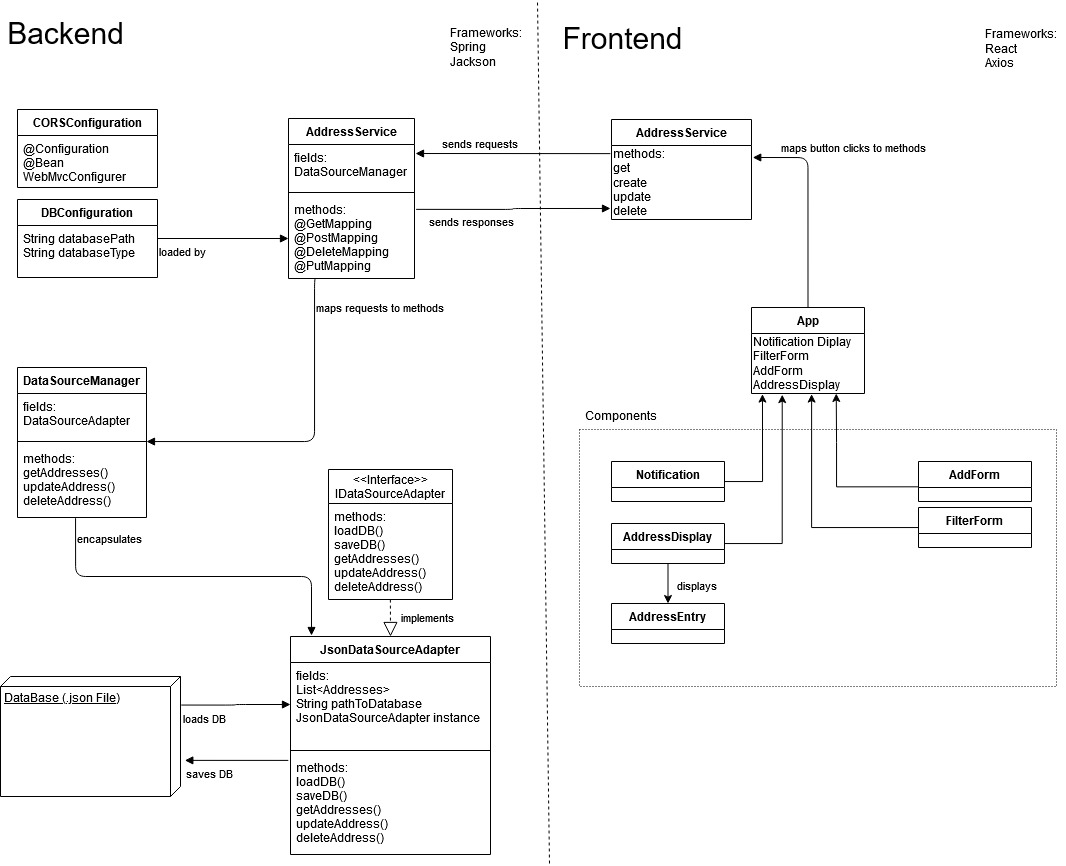 Backend
Frameworks:
Spring
Jackson
CORSConfiguration
@Configuration
@Bean
WebMvcConfigurer
DBConfiguration
String databasePath
String databaseType
loaded by
AddressService
fields:
DataSourceManager
methods:
@GetMapping
@PostMapping
@DeleteMapping
@PutMapping
sends requests
sends responses
maps requests to methods
DataSourceManager
fields:
DataSourceAdapter
methods:
getAddresses()
updateAddress()
deleteAddress()
encapsulates
<<Interface>>
IDataSourceAdapter
methods:
loadDB()
saveDB()
getAddresses()
updateAddress()
deleteAddress()
implements
JsonDataSourceAdapter
fields:
List<Addresses>
String pathToDatabase
JsonDataSourceAdapter instance
methods:
loadDB()
saveDB()
getAddresses()
updateAddress()
deleteAddress()
DataBase (.json File)
loads DB
saves DB
Frontend
Frameworks:
React
Axios
AddressService
methods:
get
create
update
delete
maps button clicks to methods
App
Notification Diplay
FilterForm
AddForm
AddressDisplay
Components
Notification
AddressDisplay
displays
AddressEntry
AddForm
FilterForm